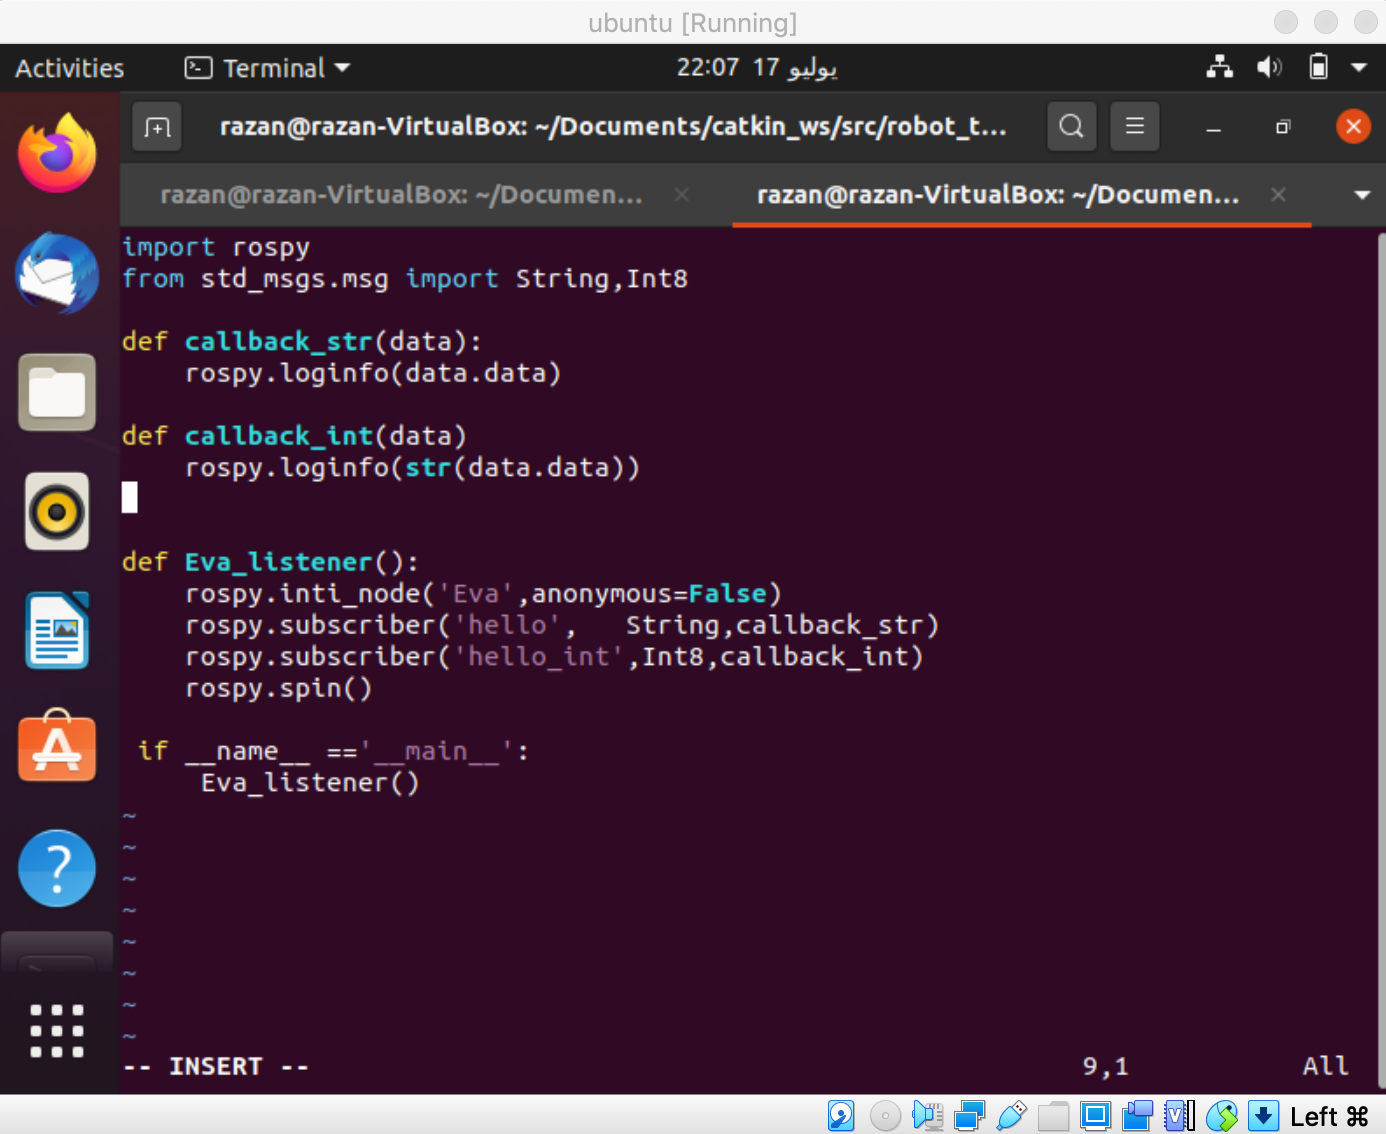 ubuntu [Running]
Activities Terminal 22:07 17 يوليو
razan@razan-VirtualBox: ~/Documents/catkin_ws/src/robot_t...
razan@razan-VirtualBox: ~/Documen... razan@razan-VirtualBox: ~/Documen...
import rospy
from std_msgs.msg import String,Int8
def callback_str(data):
    rospy.loginfo(data.data)
def callback_int(data)
    rospy.loginfo(str(data.data))
def Eva_listener():
    rospy.inti_node('Eva',anonymous=False)
    rospy.subscriber('hello',   String,callback_str)
    rospy.subscriber('hello_int',Int8,callback_int)
    rospy.spin()
 if __name__ =='__main__':
     Eva_listener()
~
~
~
~
~
~
~
~
-- INSERT -- 9,1 All
Left ⌘